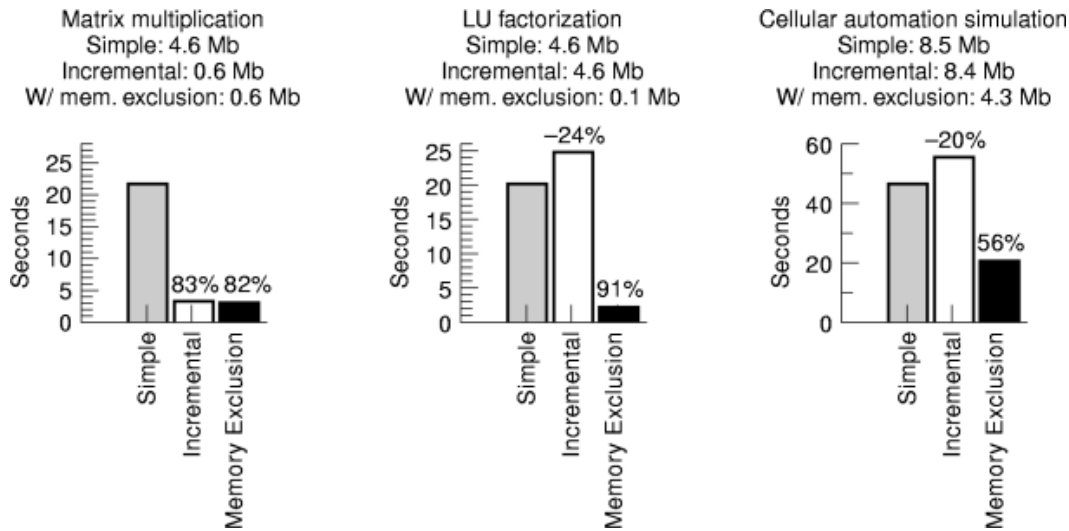 Matrix multiplication
Simple: 4.6 Mb
Incremental: 0.6 Mb
W/ mem. exclusion: 0.6 Mb
25
20
15
10
5
0
Seconds
83% 82%
Simple
Incremental
Memory Exclusion
LU factorization
Simple: 4.6 Mb
Incremental: 4.6 Mb
W/ mem. exclusion: 0.1 Mb
25
20
15
10
5
0
Seconds
–24%
91%
Simple
Incremental
Memory Exclusion
Cellular automation simulation
Simple: 8.5 Mb
Incremental: 8.4 Mb
W/ mem. exclusion: 4.3 Mb
60
40
20
0
Seconds
–20%
56%
Simple
Incremental
Memory Exclusion